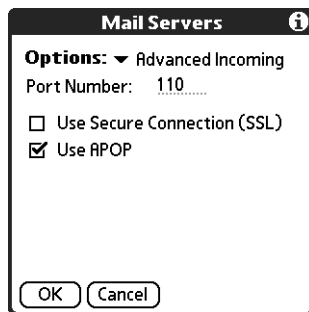 Mail Servers
Options: Advanced Incoming
Port Number: 110
Use Secure Connection (SSL)
Use APOP
OK Cancel